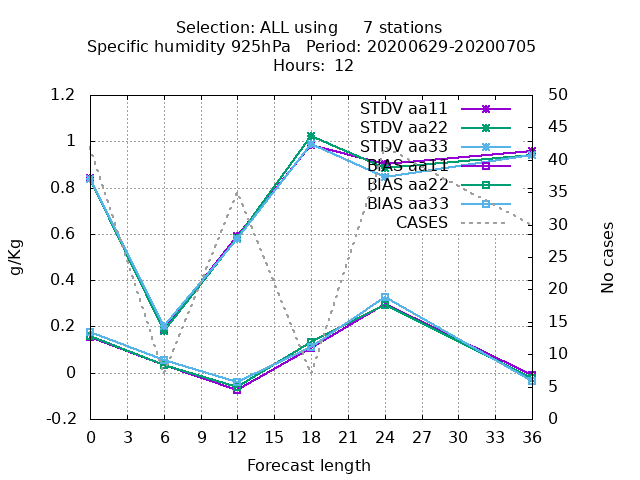 Selection: ALL using     7 stations
Specific humidity 925hPa   Period: 20200629-20200705
Hours: 12
STDV aa11
STDV aa22
STDV aa33
BIAS aa11
BIAS aa22
BIAS aa33
CASES
g/Kg
1.2
1
0.8
0.6
0.4
0.2
0
-0.2
No cases
50
45
40
35
30
25
20
15
10
5
0
0 3 6 9 12 15 18 21 24 27 30 33 36
Forecast length